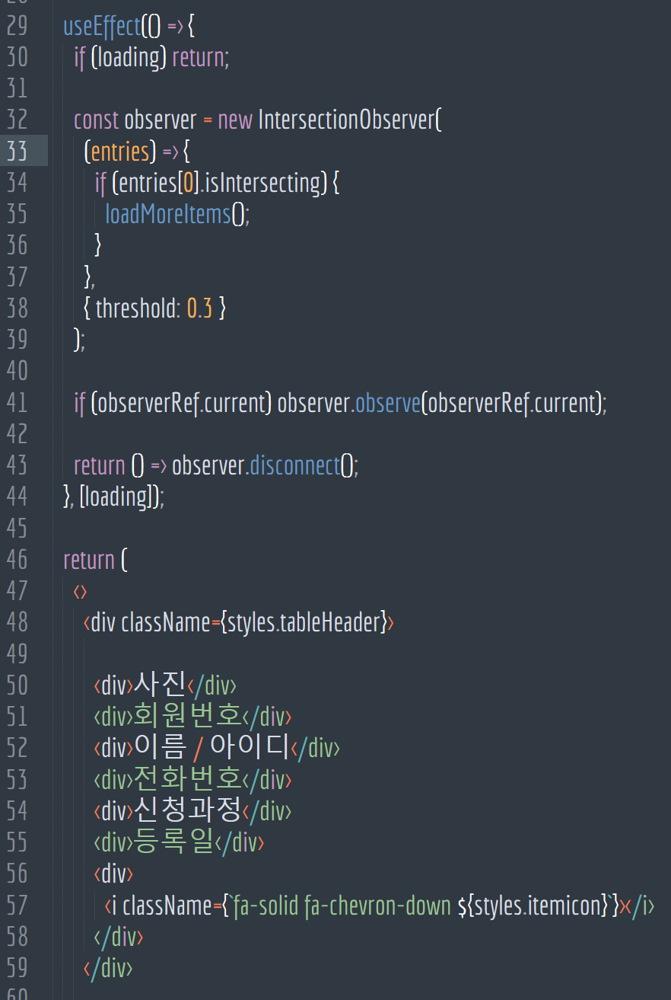 29 useEffect(() => {
30 if (loading) return;
31
32 const observer = new IntersectionObserver(
33 (entries) => {
34 if (entries[0].isIntersecting) {
35 loadMoreItems();
36 }
37 },
38 { threshold: 0.3 }
39 );
40
41 if (observerRef.current) observer.observe(observerRef.current);
42
43 return () => observer.disconnect();
44 }, [loading]);
45
46 return (
47 <>
48 <div className={styles.tableHeader}>
49
50 <div>사진</div>
51 <div>회원번호</div>
52 <div>이름 / 아이디</div>
53 <div>전화번호</div>
54 <div>신청과정</div>
55 <div>등록일</div>
56 <div>
57 <i className={`fa-solid fa-chevron-down ${styles.itemicon}`}></i>
58 </div>
59 </div>